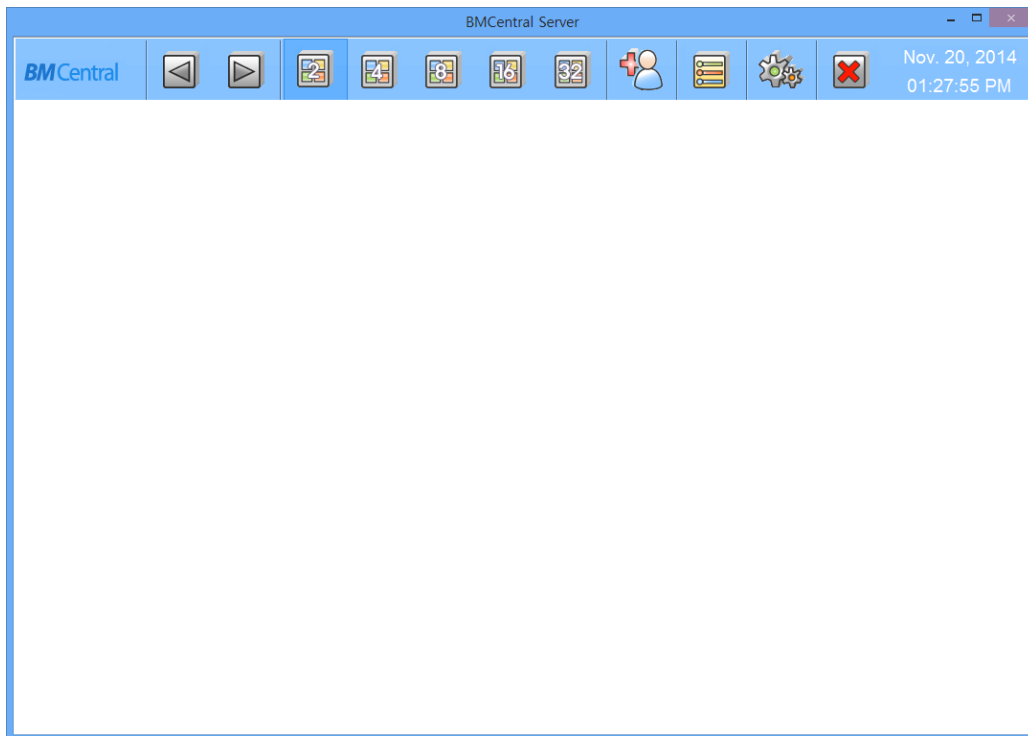 BMCentral Server
BMCentral
2
4
8
16
32
Nov. 20, 2014
01:27:55 PM